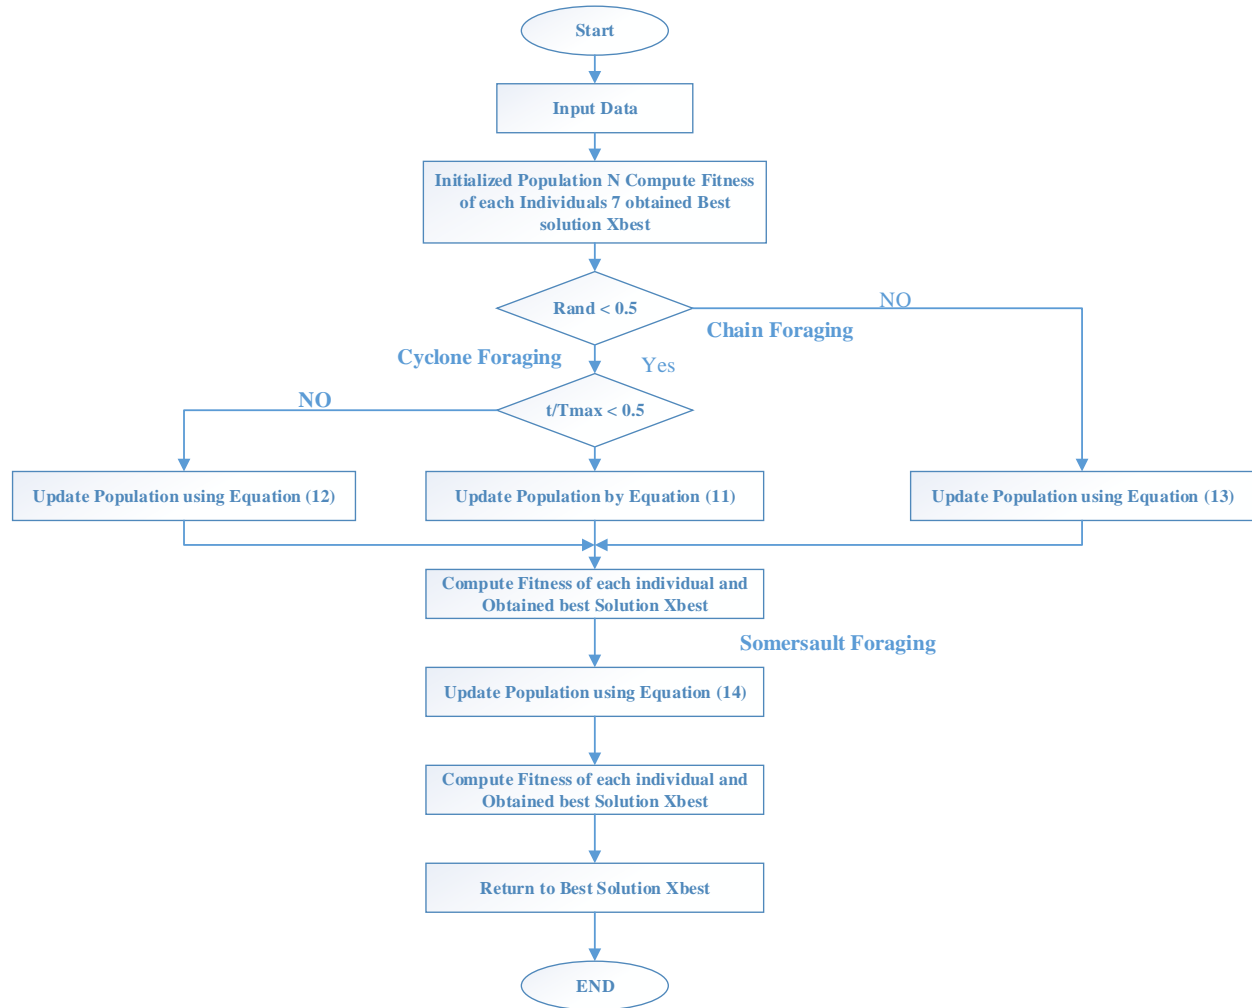 Start
Input Data
Initialized Population N Compute Fitness
of each Individuals 7 obtained Best
solution Xbest
Rand < 0.5
NO
Chain Foraging
Cyclone Foraging
Yes
NO
t/Tmax < 0.5
Update Population using Equation (12)
Update Population by Equation (11)
Update Population using Equation (13)
Compute Fitness of each individual and
Obtained best Solution Xbest
Somersault Foraging
Update Population using Equation (14)
Compute Fitness of each individual and
Obtained best Solution Xbest
Return to Best Solution Xbest
END